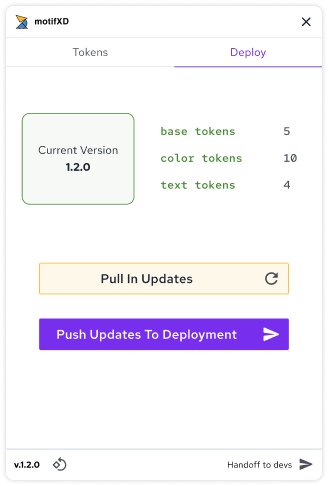 motifXD
Tokens
Deploy
Current Version
1.2.0
base tokens 5
color tokens 10
text tokens 4
Pull In Updates
Push Updates To Deployment
v.1.2.0
Handoff to devs